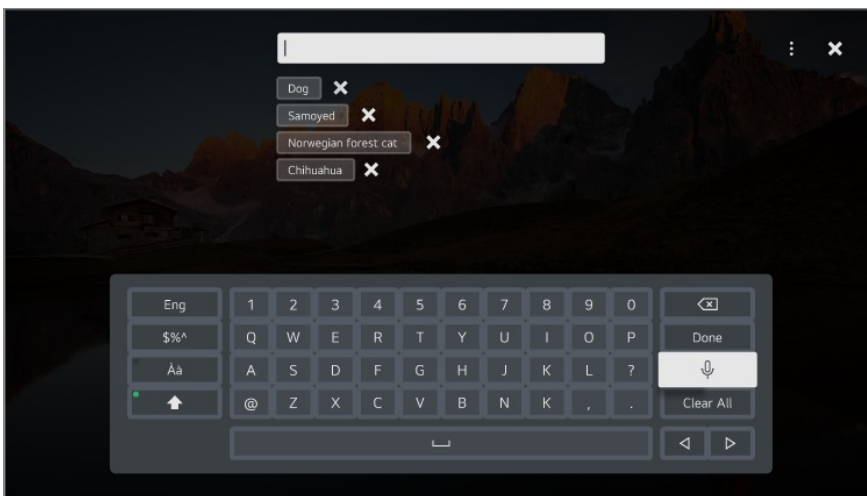 Dog
Samoyed
Norwegian forest cat
Chihuahua
Eng 1 2 3 4 5 6 7 8 9 0
$%^ Q W E R T Y U I O P Done
Àà A S D F G H J K L ?
@ Z X C V B N K , . Clear All